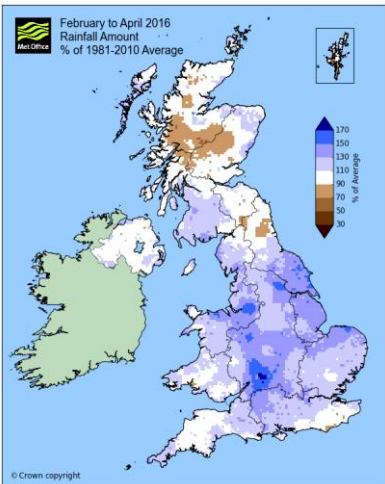 February to April 2016
Rainfall Amount
% of 1981-2010 Average
Met Office
170
150
130
110
90
70
50
30
% of Average
© Crown copyright